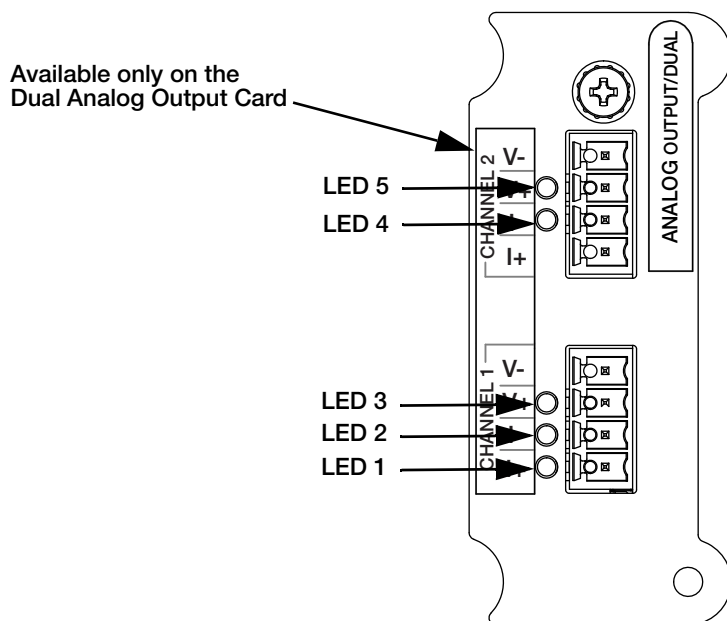 Available only on the
Dual Analog Output Card
ANALOG OUTPUT/DUAL
CHANNEL 2
V-
LED 5
LED 4
I+
CHANNEL 1
V-
LED 3
LED 2
LED 1